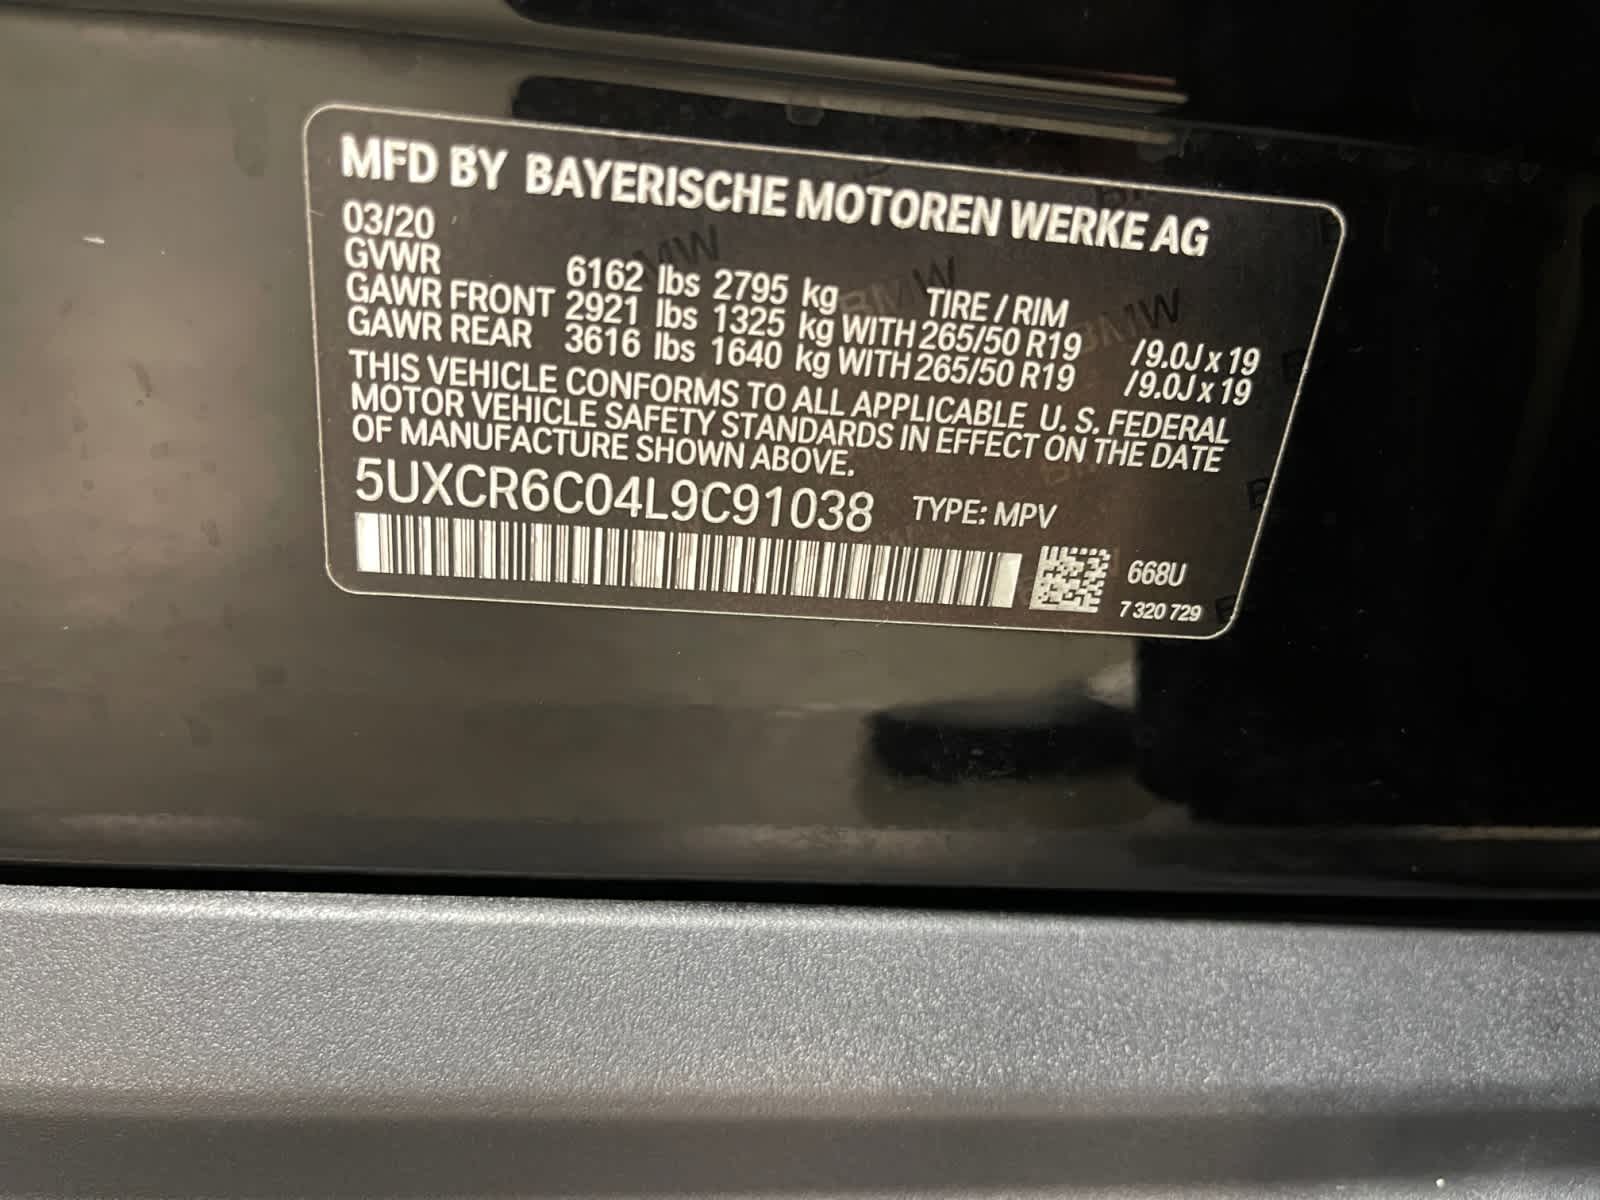 MFD BY BAYERISCHE MOTOREN WERKE AG
03/20
GVWR 6162 lbs 2795 kg TIRE / RIM
GAWR FRONT 2921 lbs 1325 kg WITH 265/50 R19 /9.0J x 19
GAWR REAR 3616 lbs 1640 kg WITH 265/50 R19 /9.0J x 19
THIS VEHICLE CONFORMS TO ALL APPLICABLE U. S. FEDERAL
MOTOR VEHICLE SAFETY STANDARDS IN EFFECT ON THE DATE
OF MANUFACTURE SHOWN ABOVE.
5UXCR6C04L9C91038 TYPE: MPV
668U
7 320 729